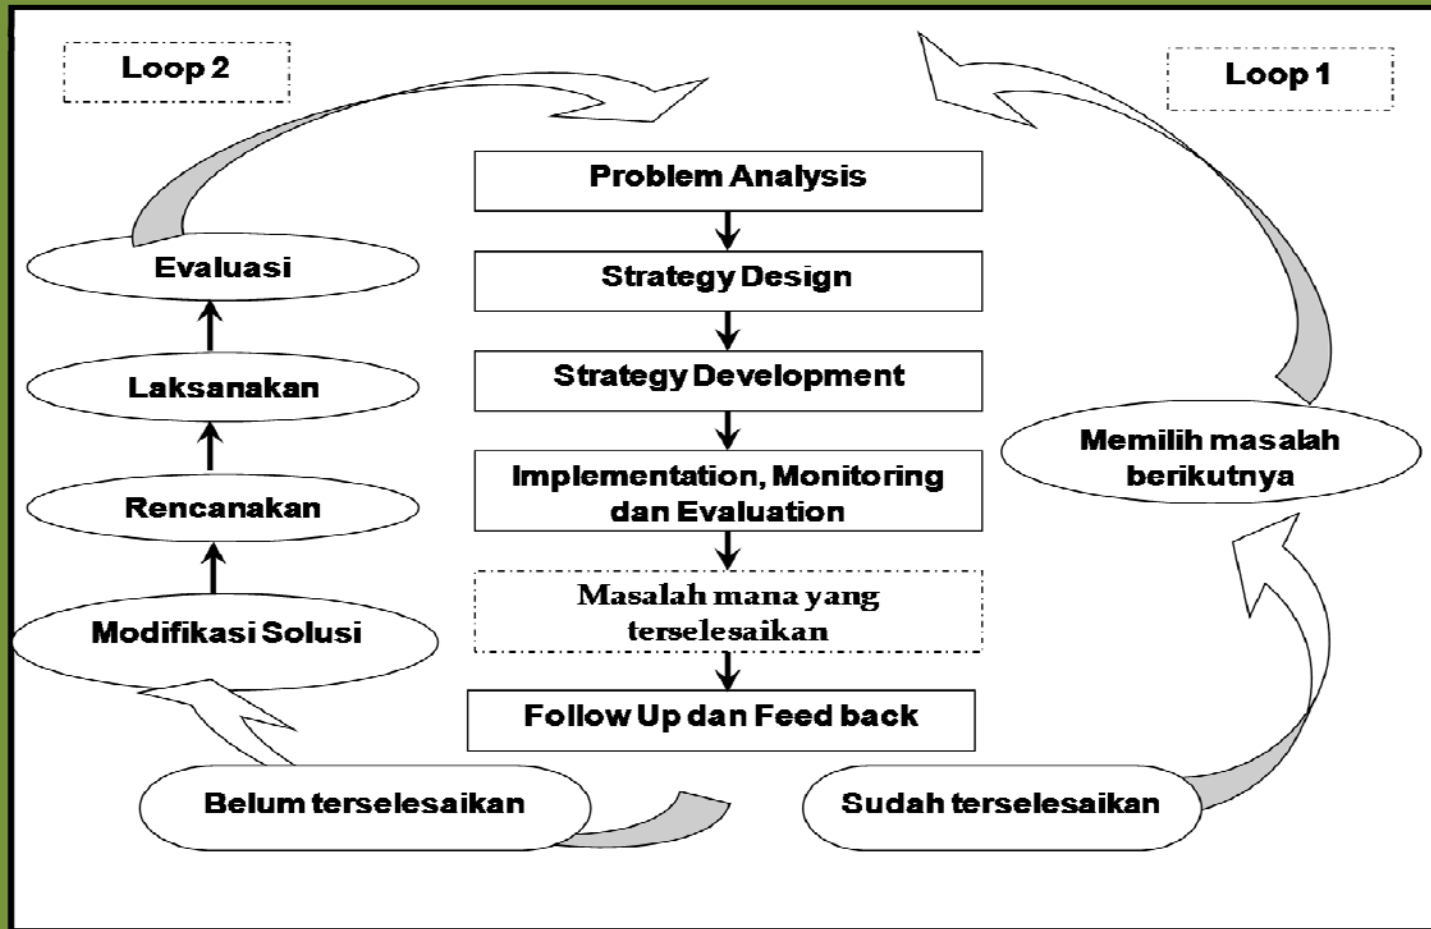 Loop 2
Loop 1
Problem Analysis
Strategy Design
Strategy Development
Implementation, Monitoring
dan Evaluation
Masalah mana yang
terselesaikan
Follow Up dan Feed back
Evaluasi
Laksanakan
Rencanakan
Modifikasi Solusi
Belum terselesaikan
Sudah terselesaikan
Memilih masalah
berikutnya